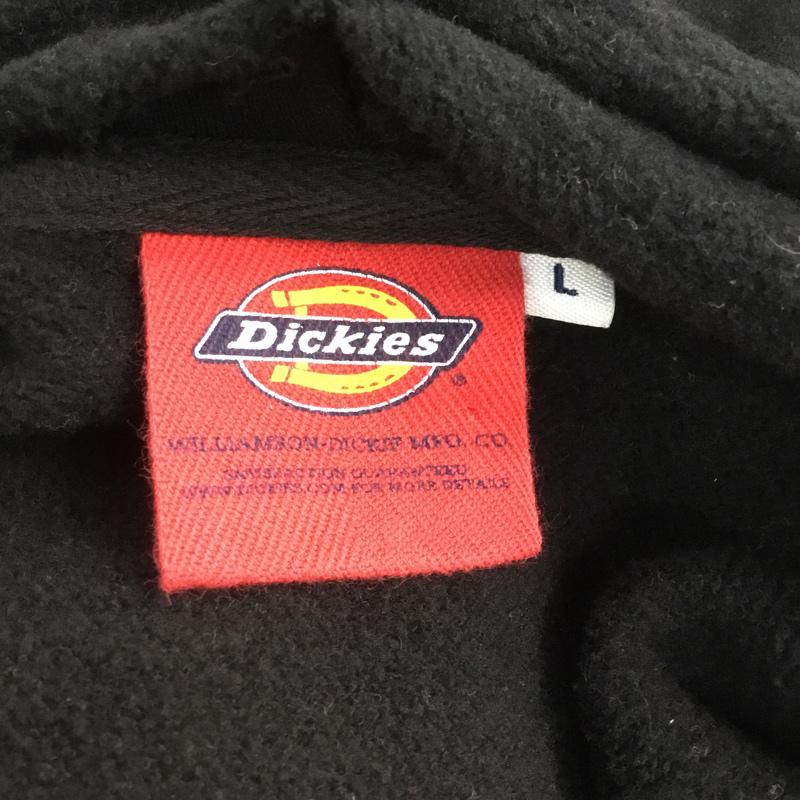 Dickies
®
L
WILLIAMSON-DICKIE MFG. CO.
SATISFACTION GUARANTEED
WWW.DICKIES.COM FOR MORE DETAILS